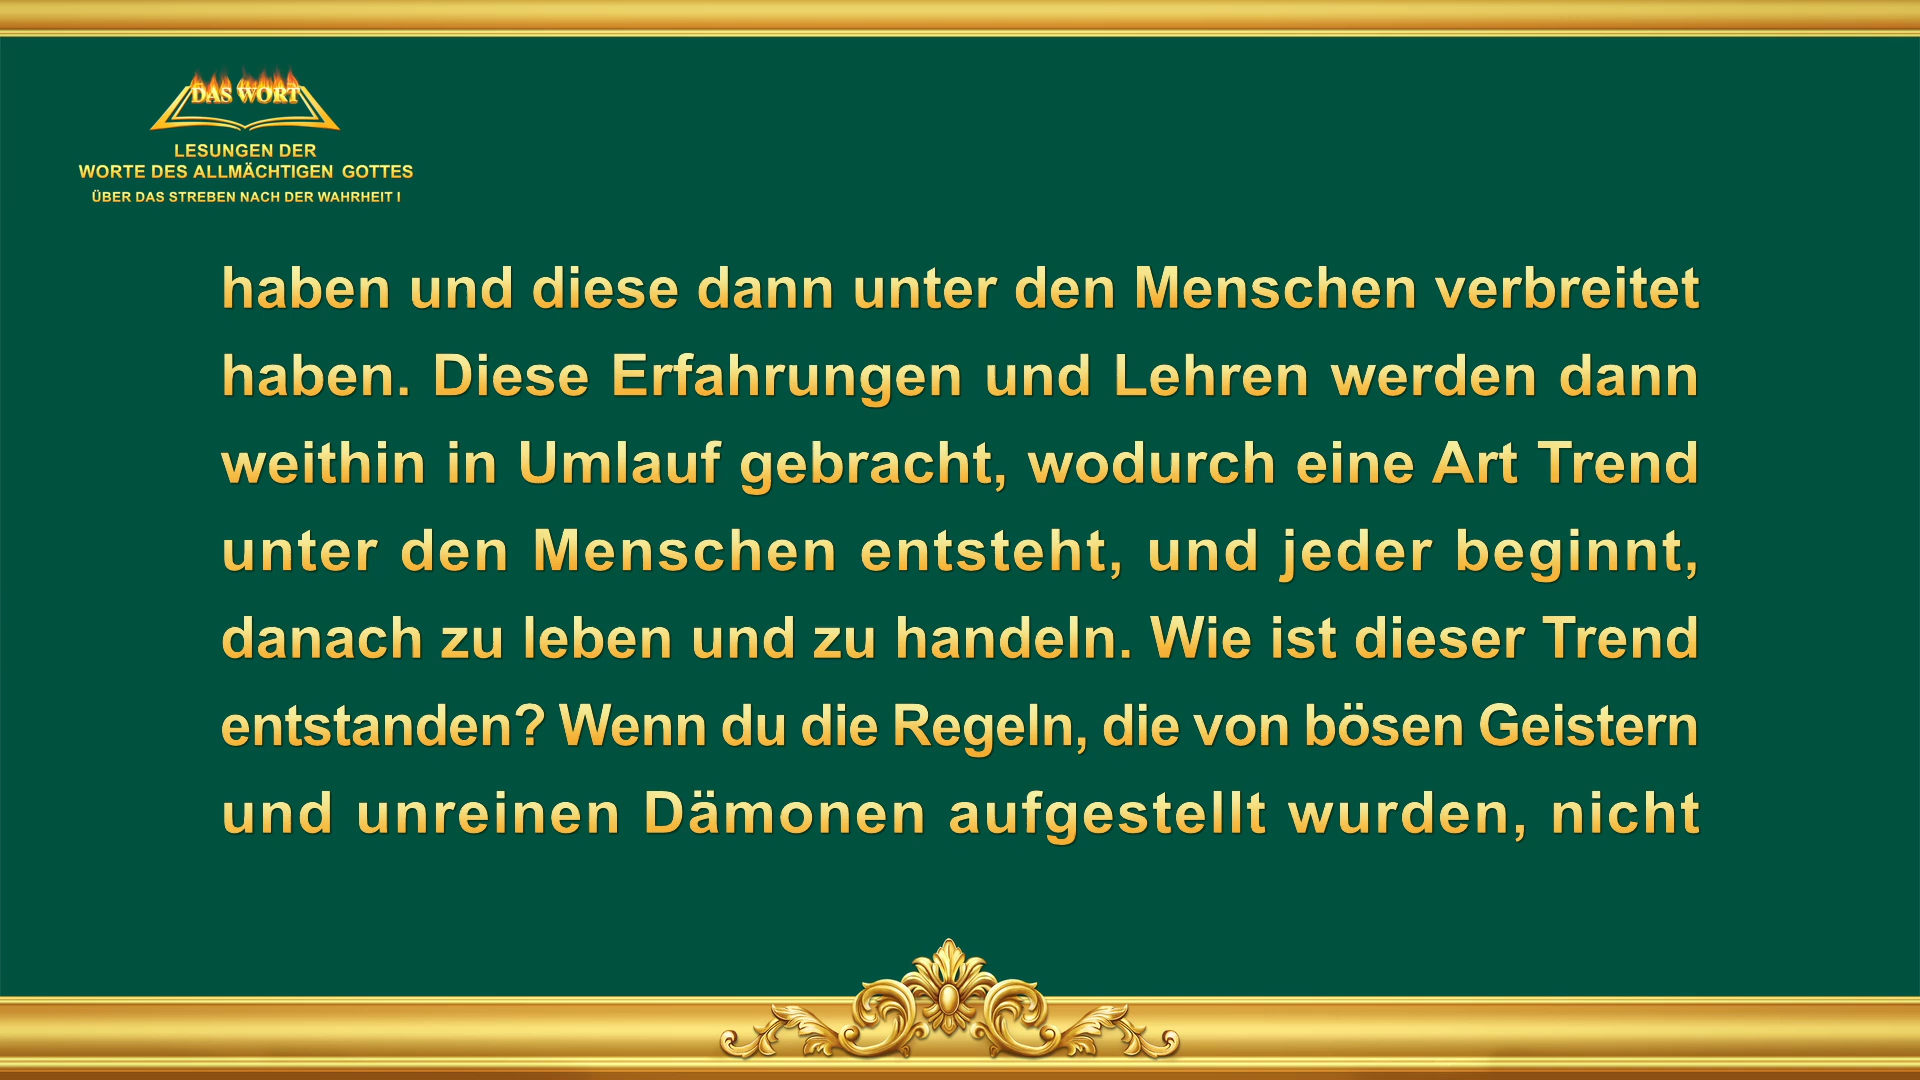 DAS WORT
LESUNGEN DER
WORTE DES ALLMÄCHTIGEN GOTTES
ÜBER DAS STREBEN NACH DER WAHRHEIT I
haben und diese dann unter den Menschen verbreitet
haben. Diese Erfahrungen und Lehren werden dann
weithin in Umlauf gebracht, wodurch eine Art Trend
unter den Menschen entsteht, und jeder beginnt,
danach zu leben und zu handeln. Wie ist dieser Trend
entstanden? Wenn du die Regeln, die von bösen Geistern
und unreinen Dämonen aufgestellt wurden, nicht